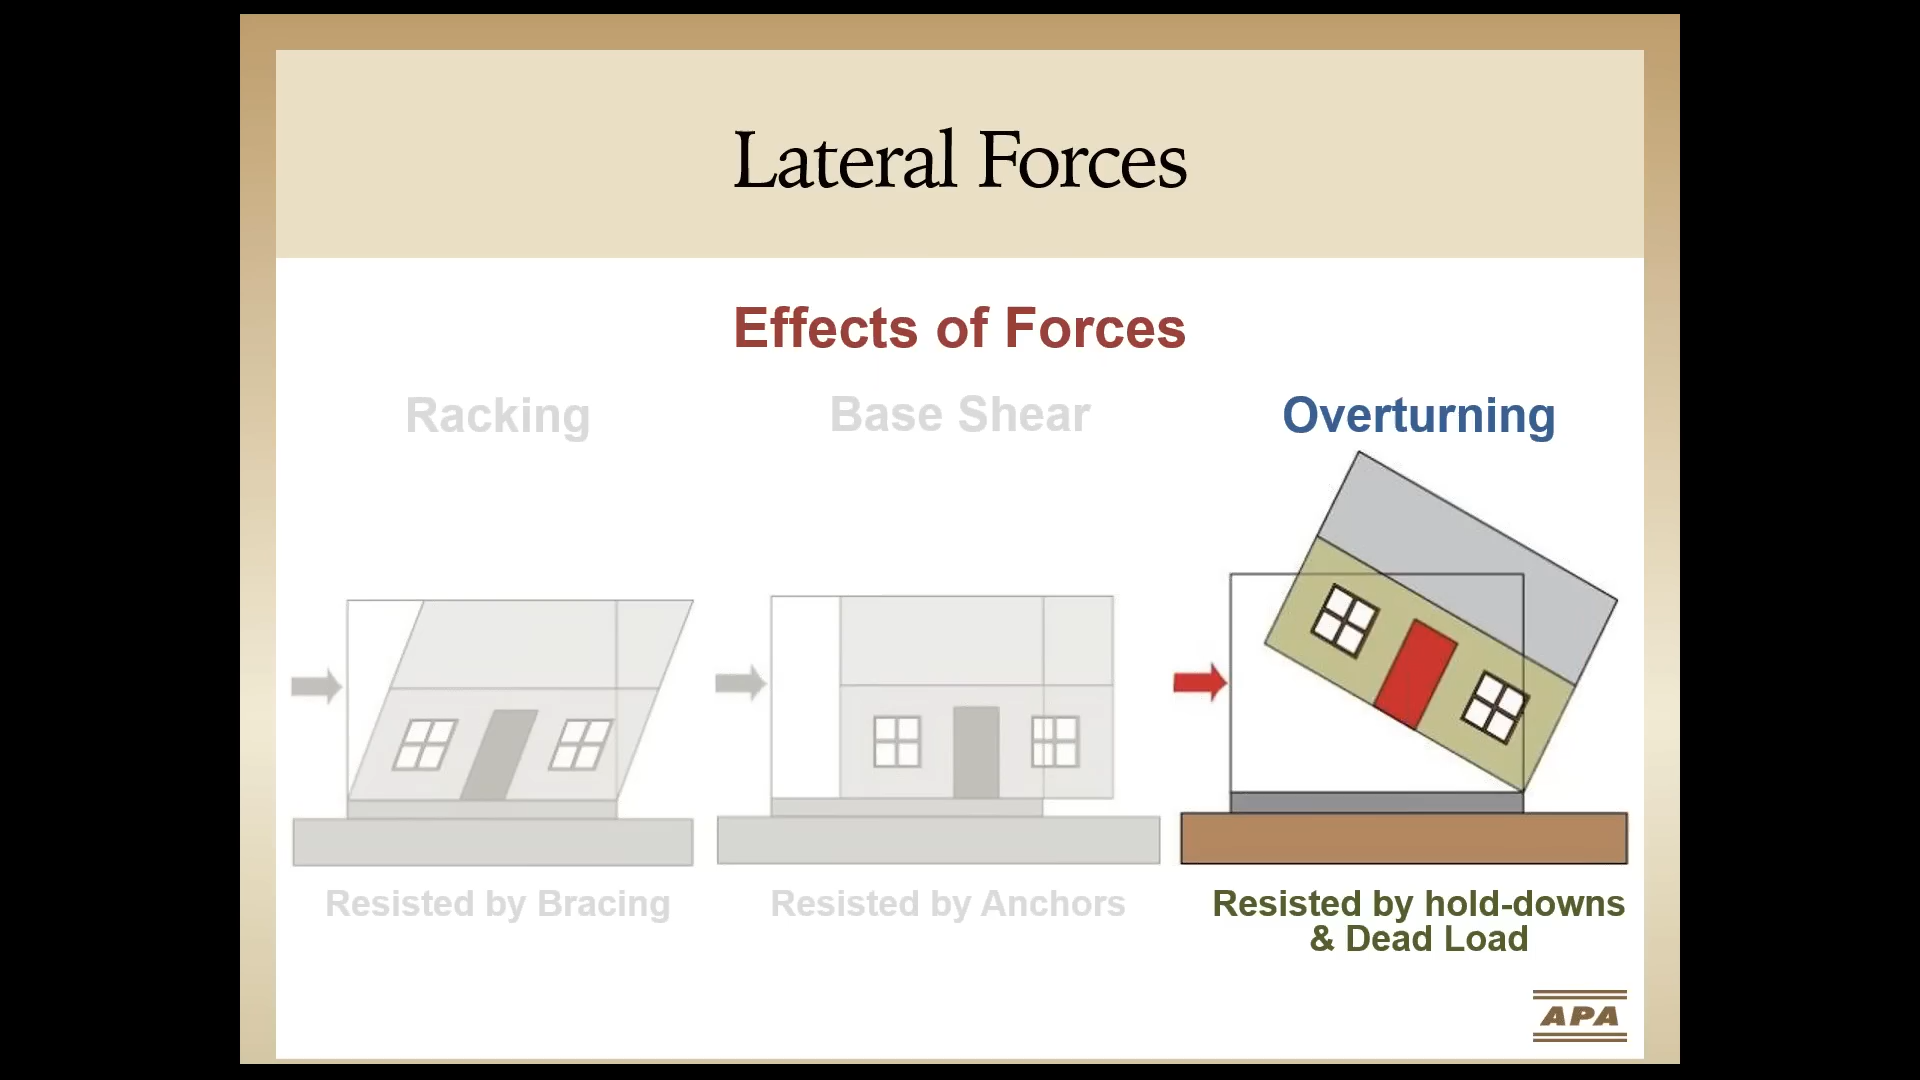 Lateral Forces
Effects of Forces
Racking
Base Shear
Overturning
Resisted by Bracing
Resisted by Anchors
Resisted by hold-downs
& Dead Load
APA